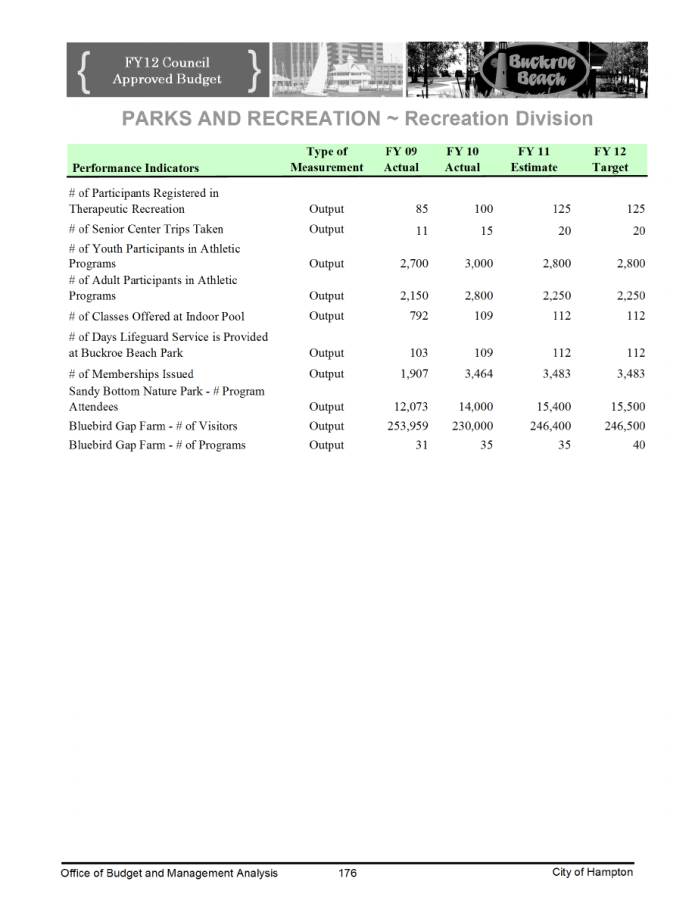 FY12 Council
Approved Budget
Buckroe
Beach
PARKS AND RECREATION ~ Recreation Division
Type of FY 09 FY 10 FY 11 FY 12
Performance Indicators Measurement Actual Actual Estimate Target
# of Participants Registered in
Therapeutic Recreation Output 85 100 125 125
# of Senior Center Trips Taken Output 11 15 20 20
# of Youth Participants in Athletic
Programs Output 2,700 3,000 2,800 2,800
# of Adult Participants in Athletic
Programs Output 2,150 2,800 2,250 2,250
# of Classes Offered at Indoor Pool Output 792 109 112 112
# of Days Lifeguard Service is Provided
at Buckroe Beach Park Output 103 109 112 112
# of Memberships Issued Output 1,907 3,464 3,483 3,483
Sandy Bottom Nature Park - # Program
Attendees Output 12,073 14,000 15,400 15,500
Bluebird Gap Farm - # of Visitors Output 253,959 230,000 246,400 246,500
Bluebird Gap Farm - # of Programs Output 31 35 35 40
Office of Budget and Management Analysis 176 City of Hampton